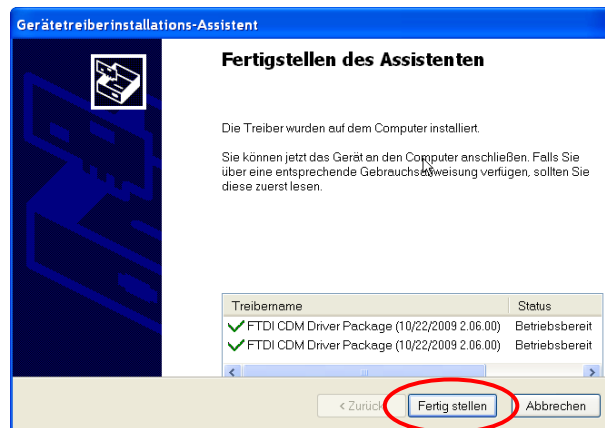 Gerätetreiberinstallations-Assistent
Fertigstellen des Assistenten
Die Treiber wurden auf dem Computer installiert.
Sie können jetzt das Gerät an den Computer anschließen. Falls Sie
über eine entsprechende Gebrauchsanweisung verfügen, sollten Sie
diese zuerst lesen.
Treibername Status
FTDI CDM Driver Package (10/22/2009 2.06.00) Betriebsbereit
FTDI CDM Driver Package (10/22/2009 2.06.00) Betriebsbereit
< Zurück Fertig stellen Abbrechen